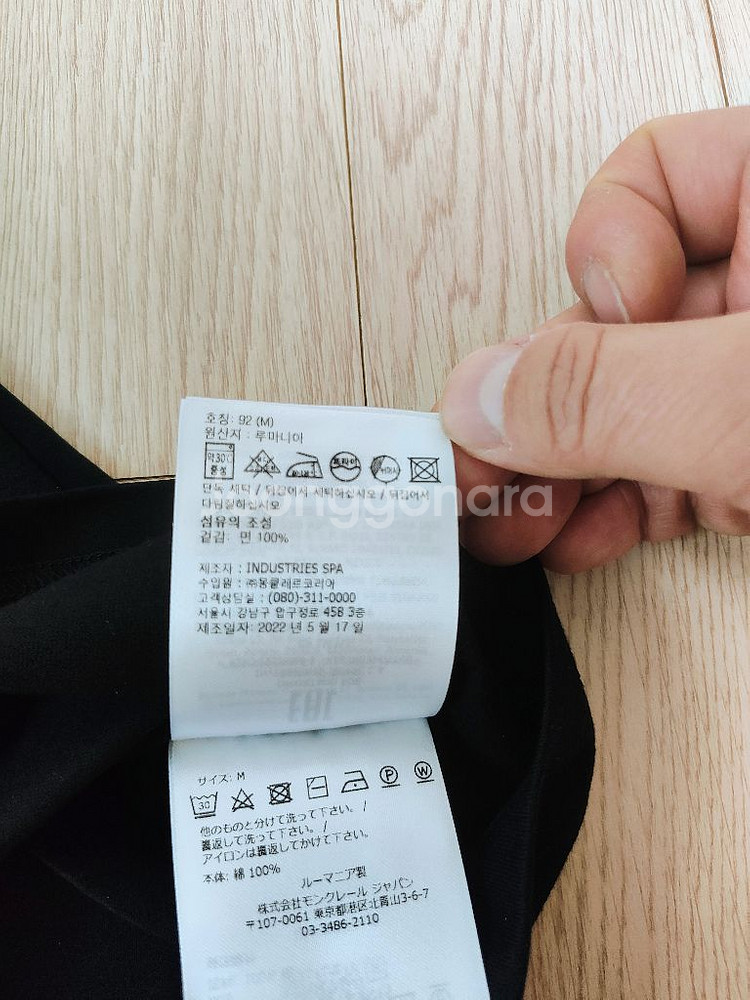 호칭: 92 (M)
원산지 : 루마니아
약30℃
중성
드라이
단독 세탁 / 뒤집어서 세탁하십시오 / 뒤집어서
다림질하십시오
섬유의 조성
겉감: 면 100%
제조자 : INDUSTRIES SPA
수입원 : ㈜몽클레르코리아
고객상담실 : (080)-311-0000
서울시 강남구 압구정로 458 3층
제조일자: 2022 년 5 월 17 일
サイズ: M
30 P W
他のものと分けて洗って下さい。/
裏返して洗って下さい。/
アイロンは裏返してかけて下さい。
本体: 綿 100%
ルーマニア製
株式会社モンクレール ジャパン
〒107-0061 東京都港区北青山3-6-7
03-3486-2110